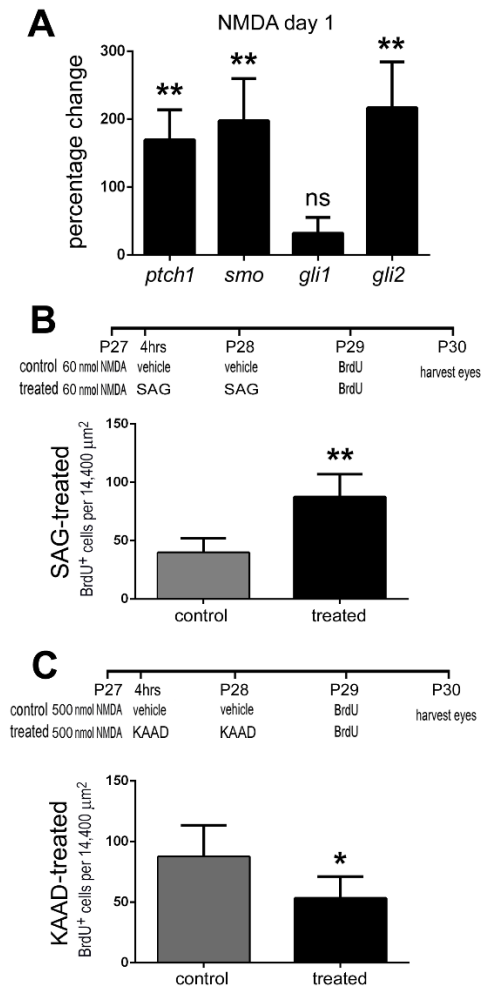 A
NMDA day 1
percentage change
300
200
100
0
** ** ns **
ptch1 smo gli1 gli2
B
P27 4hrs P28 P29 P30
control 60 nmol NMDA vehicle vehicle BrdU harvest eyes
treated 60 nmol NMDA SAG SAG BrdU
SAG-treated
BrdU+ cells per 14,400 µm2
150
100
50
0
**
control treated
C
P27 4hrs P28 P29 P30
control 500 nmol NMDA vehicle vehicle BrdU harvest eyes
treated 500 nmol NMDA KAAD KAAD BrdU
KAAD-treated
BrdU+ cells per 14,400 µm2
150
100
50
0
*
control treated